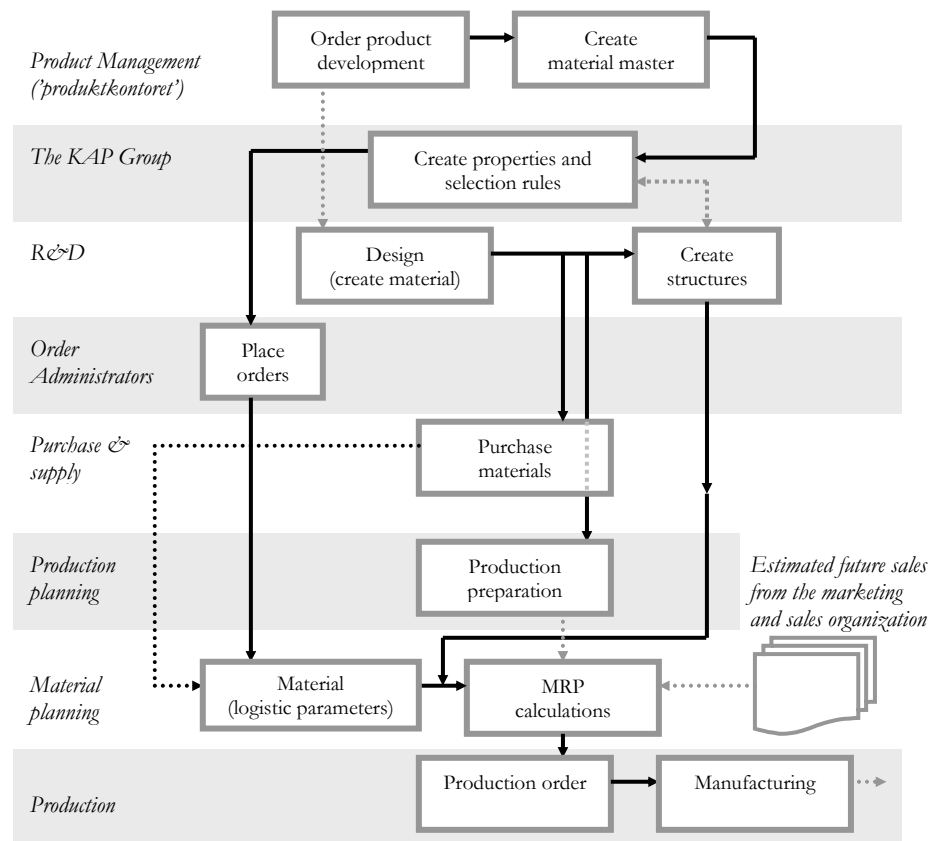 Order product
development
Create
material master
Product Management
('produktkontoret')
The KAP Group
Create properties and
selection rules
R&D
Design
(create material)
Create
structures
Order
Administrators
Place
orders
Purchase &
supply
Purchase
materials
Production
planning
Production
preparation
Estimated future sales
from the marketing
and sales organization
Material
planning
Material
(logistic parameters)
MRP
calculations
Production
Production order
Manufacturing